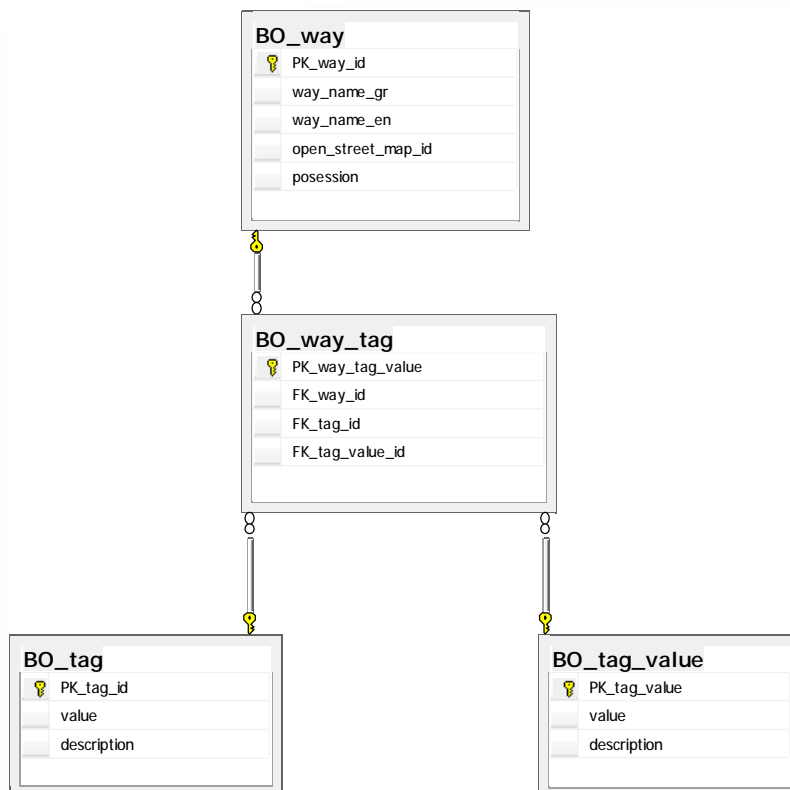 BO_way
PK_way_id
way_name_gr
way_name_en
open_street_map_id
posession
BO_way_tag
PK_way_tag_value
FK_way_id
FK_tag_id
FK_tag_value_id
BO_tag
PK_tag_id
value
description
BO_tag_value
PK_tag_value
value
description